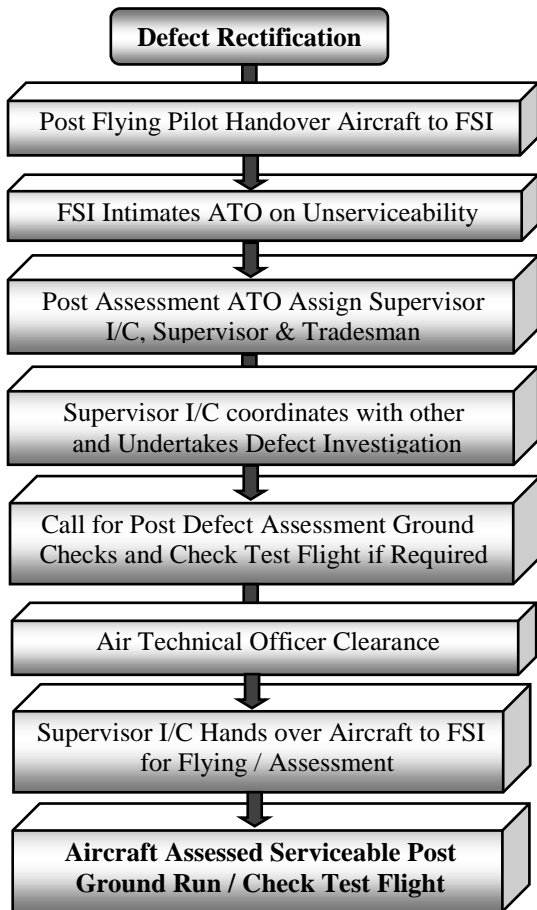 Defect Rectification
Post Flying Pilot Handover Aircraft to FSI
FSI Intimates ATO on Unserviceability
Post Assessment ATO Assign Supervisor
I/C, Supervisor & Tradesman
Supervisor I/C coordinates with other
and Undertakes Defect Investigation
Call for Post Defect Assessment Ground
Checks and Check Test Flight if Required
Air Technical Officer Clearance
Supervisor I/C Hands over Aircraft to FSI
for Flying / Assessment
Aircraft Assessed Serviceable Post
Ground Run / Check Test Flight